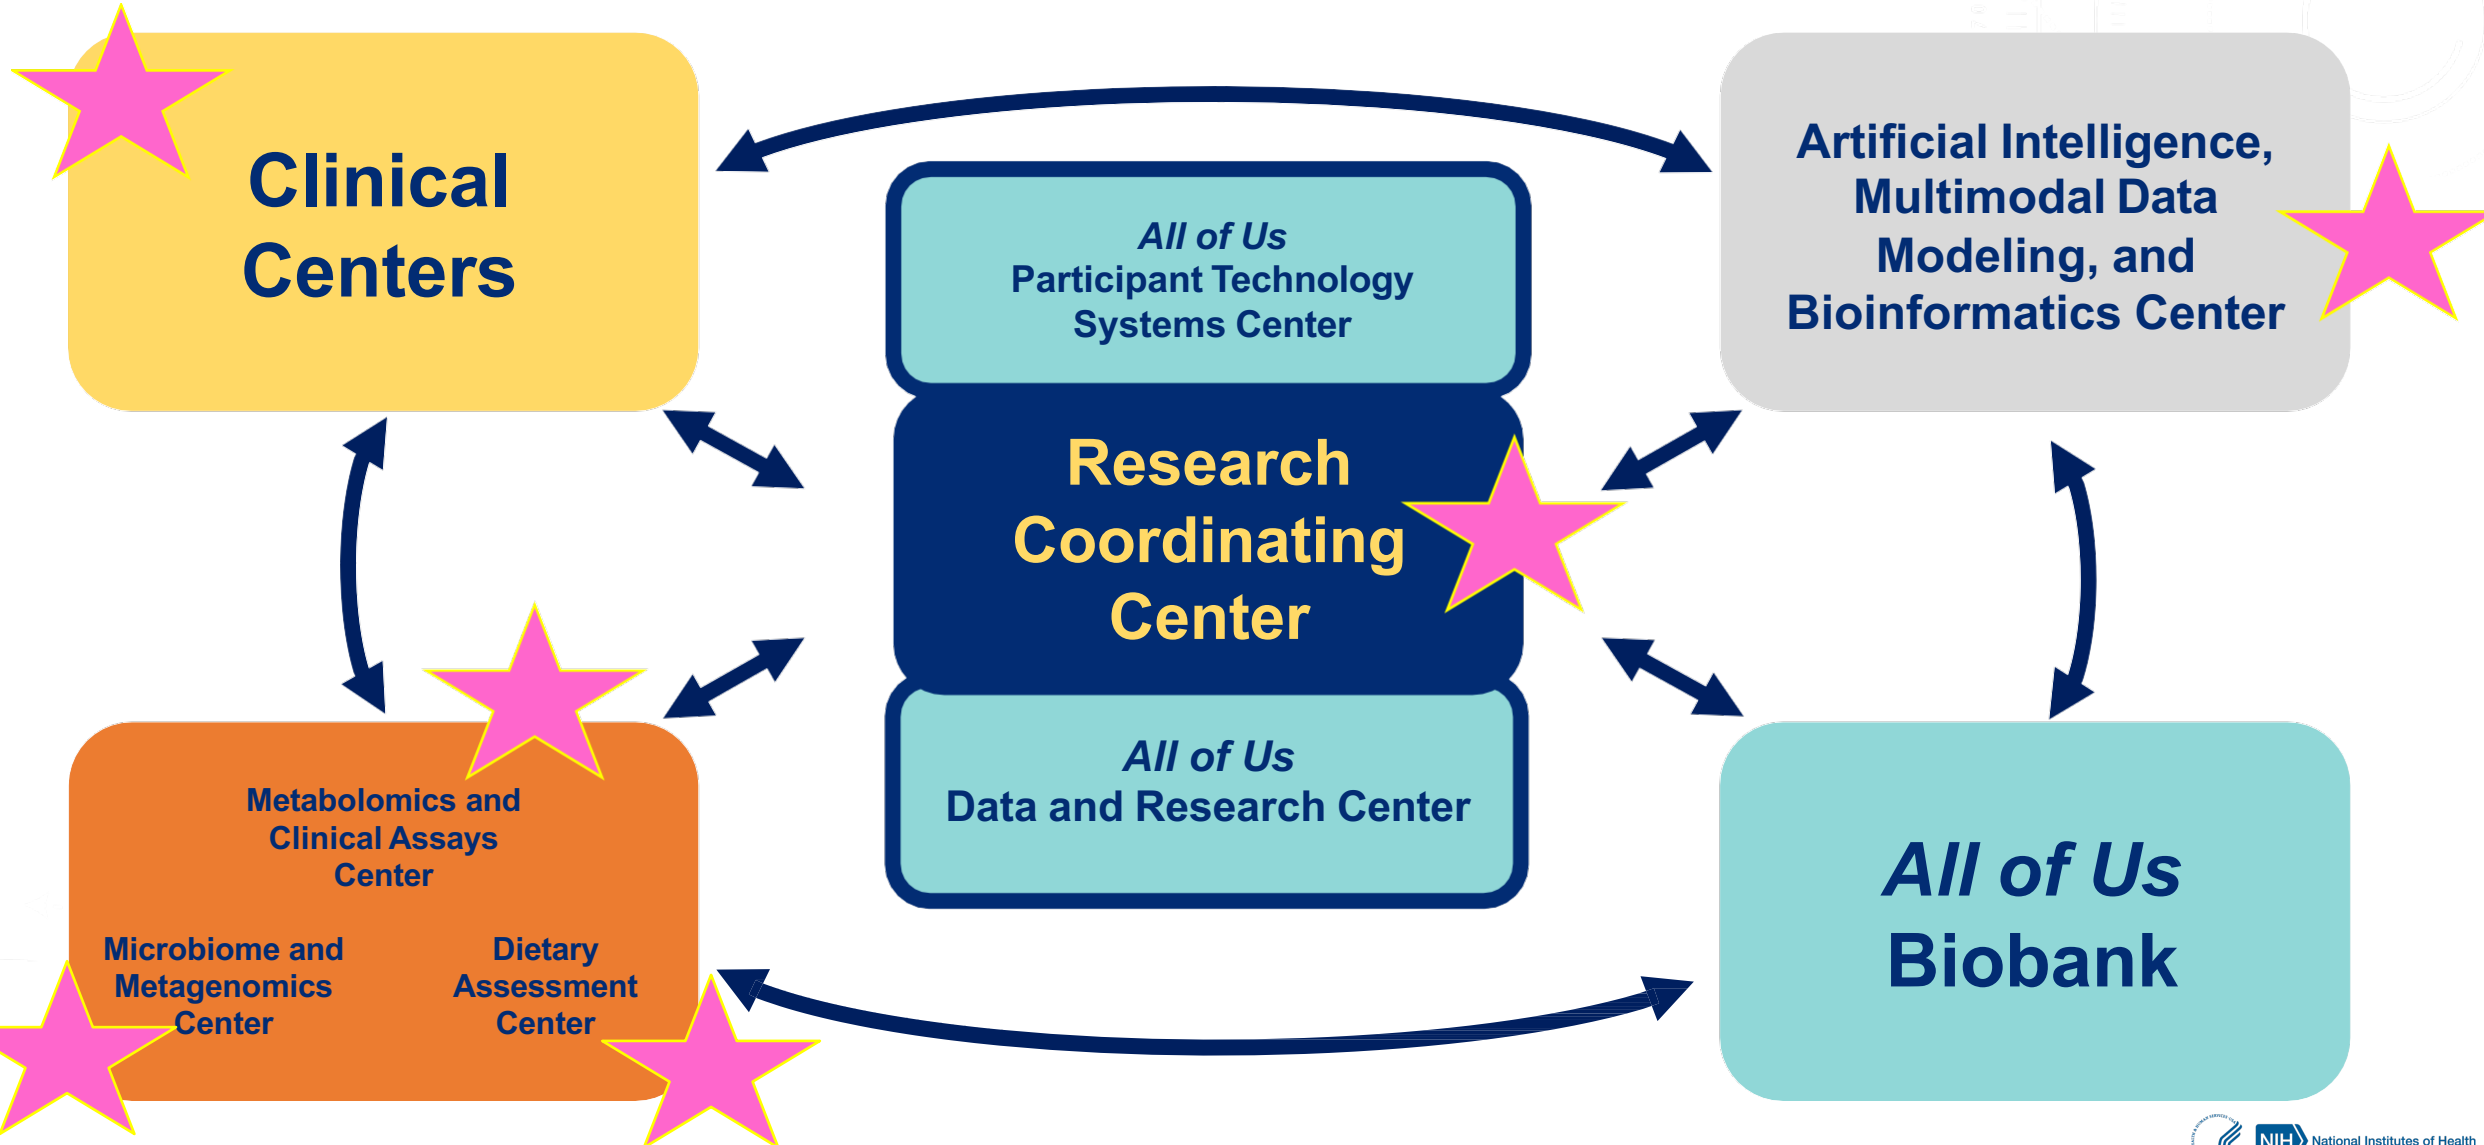 Clinical
Centers
Artificial Intelligence,
Multimodal Data
Modeling, and
Bioinformatics Center
All of Us
Participant Technology
Systems Center
Research
Coordinating
Center
All of Us
Data and Research Center
Metabolomics and
Clinical Assays
Center
Microbiome and
Metagenomics
Center
Dietary
Assessment
Center
All of Us
Biobank
NIH National Institutes of Health